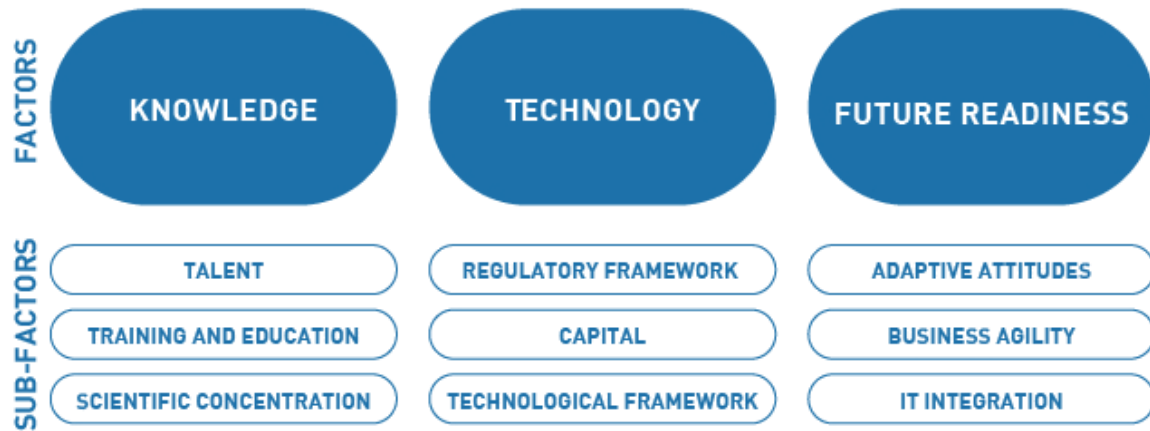 FACTORS
KNOWLEDGE
TECHNOLOGY
FUTURE READINESS
SUB-FACTORS
TALENT
REGULATORY FRAMEWORK
ADAPTIVE ATTITUDES
TRAINING AND EDUCATION
CAPITAL
BUSINESS AGILITY
SCIENTIFIC CONCENTRATION
TECHNOLOGICAL FRAMEWORK
IT INTEGRATION